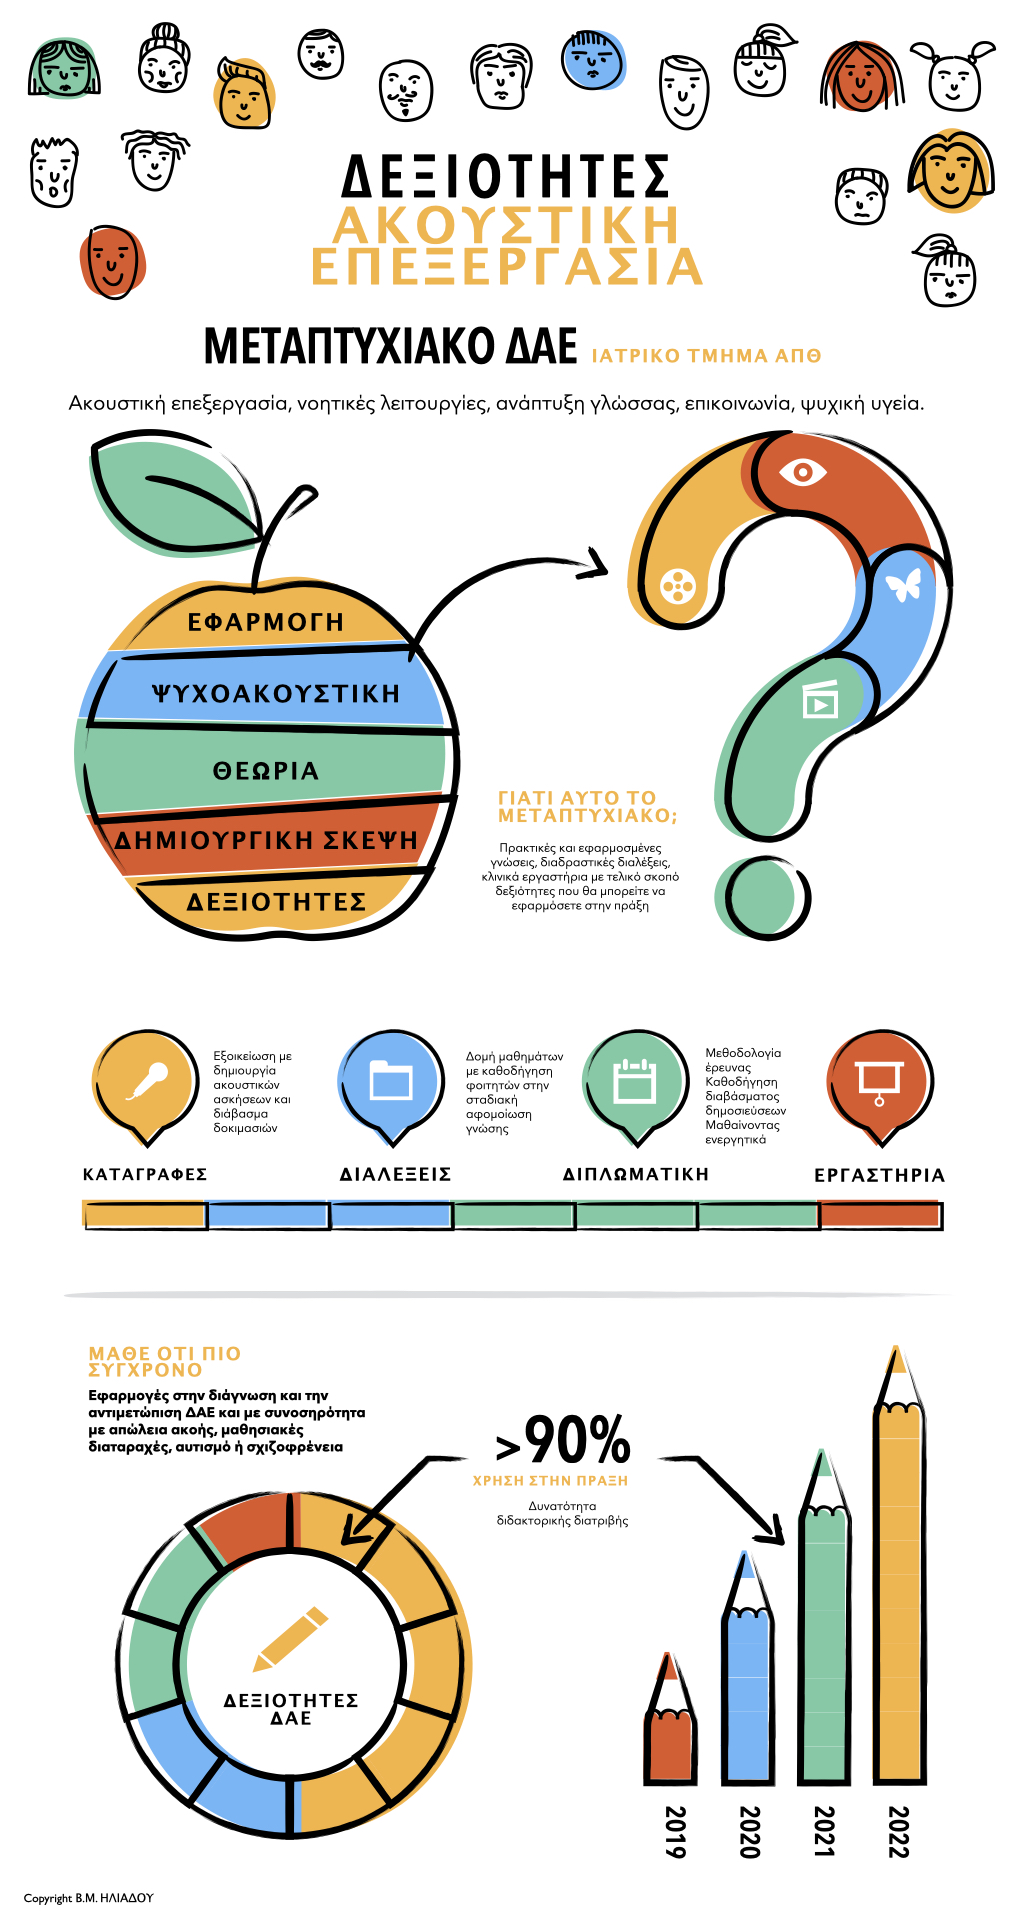 ΔΕΞΙΟΤΗΤΕΣ
ΑΚΟΥΣΤΙΚΗ
ΕΠΕΞΕΡΓΑΣΙΑ
ΜΕΤΑΠΤΥΧΙΑΚΟ ΔΑΕ ΙΑΤΡΙΚΟ ΤΜΗΜΑ ΑΠΘ
Ακουστική επεξεργασία, νοητικές λειτουργίες, ανάπτυξη γλώσσας, επικοινωνία, ψυχική υγεία.
ΕΦΑΡΜΟΓΗ
ΨΥΧΟΑΚΟΥΣΤΙΚΗ
ΘΕΩΡΙΑ
ΔΗΜΙΟΥΡΓΙΚΗ ΣΚΕΨΗ
ΔΕΞΙΟΤΗΤΕΣ
ΓΙΑΤΙ ΑΥΤΟ ΤΟ
ΜΕΤΑΠΤΥΧΙΑΚΟ;
Πρακτικές και εφαρμοσμένες
γνώσεις, διαδραστικές διαλέξεις,
κλινικά εργαστήρια με τελικό σκοπό
δεξιότητες που θα μπορείτε να
εφαρμόσετε στην πράξη
Εξοικείωση με
δημιουργία
ακουστικών
ασκήσεων και
διάβασμα
δοκιμασιών
ΚΑΤΑΓΡΑΦΕΣ
Δομή μαθημάτων
με καθοδήγηση
φοιτητών στην
σταδιακή
αφομοίωση
γνώσης
ΔΙΑΛΕΞΕΙΣ
Μεθοδολογία
έρευνας
Καθοδήγηση
διαβάσματος
δημοσιεύσεων
Μαθαίνοντας
ενεργητικά
ΔΙΠΛΩΜΑΤΙΚΗ
ΕΡΓΑΣΤΗΡΙΑ
ΜΑΘΕ ΟΤΙ ΠΙΟ
ΣΥΓΧΡΟΝΟ
Εφαρμογές στην διάγνωση και την
αντιμετώπιση ΔΑΕ και με συνοσηρότητα
με απώλεια ακοής, μαθησιακές
διαταραχές, αυτισμό ή σχιζοφρένεια
>90%
ΧΡΗΣΗ ΣΤΗΝ ΠΡΑΞΗ
Δυνατότητα
διδακτορικής διατριβής
ΔΕΞΙΟΤΗΤΕΣ
ΔΑΕ
2019
2020
2021
2022
Copyright Β.Μ. ΗΛΙΑΔΟΥ